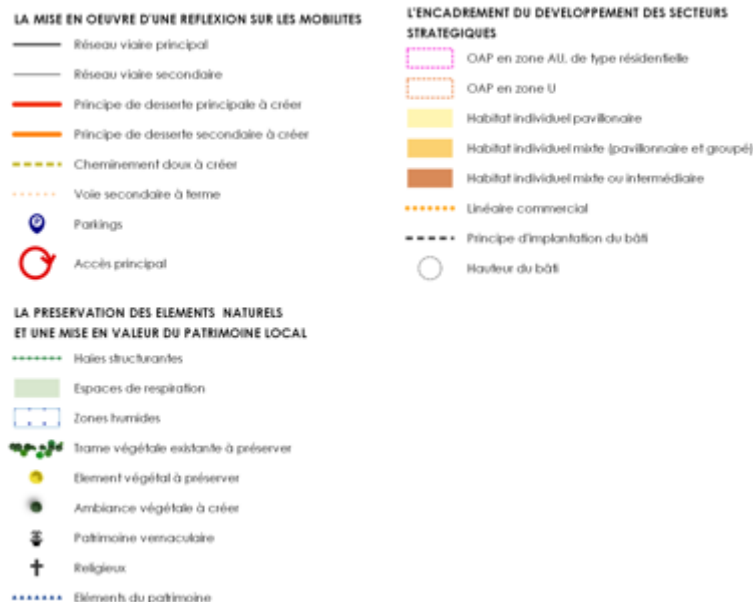 LA MISE EN OEUVRE D'UNE REFLEXION SUR LES MOBILITES
Réseau viaire principal
Réseau viaire secondaire
Principe de desserte principale à créer
Principe de desserte secondaire à créer
Cheminement doux à créer
Voie secondaire à terme
P
Parkings
Accès principal
LA PRESERVATION DES ELEMENTS NATURELS
ET UNE MISE EN VALEUR DU PATRIMOINE LOCAL
Haies structurantes
Espaces de respiration
Zones humides
Trame végétale existante à préserver
Element végétal à préserver
Ambiance végétale à créer
Patrimoine vernaculaire
Religieux
Eléments du patrimoine
L'ENCADREMENT DU DEVELOPPEMENT DES SECTEURS
STRATEGIQUES
OAP en zone AU, de type résidentielle
OAP en zone U
Habitat individuel pavillonaire
Habitat individuel mixte (pavillonnaire et groupé)
Habitat individuel mixte ou intermédiaire
Linéaire commercial
Principe d'implantation du bâti
Hauteur du bâti